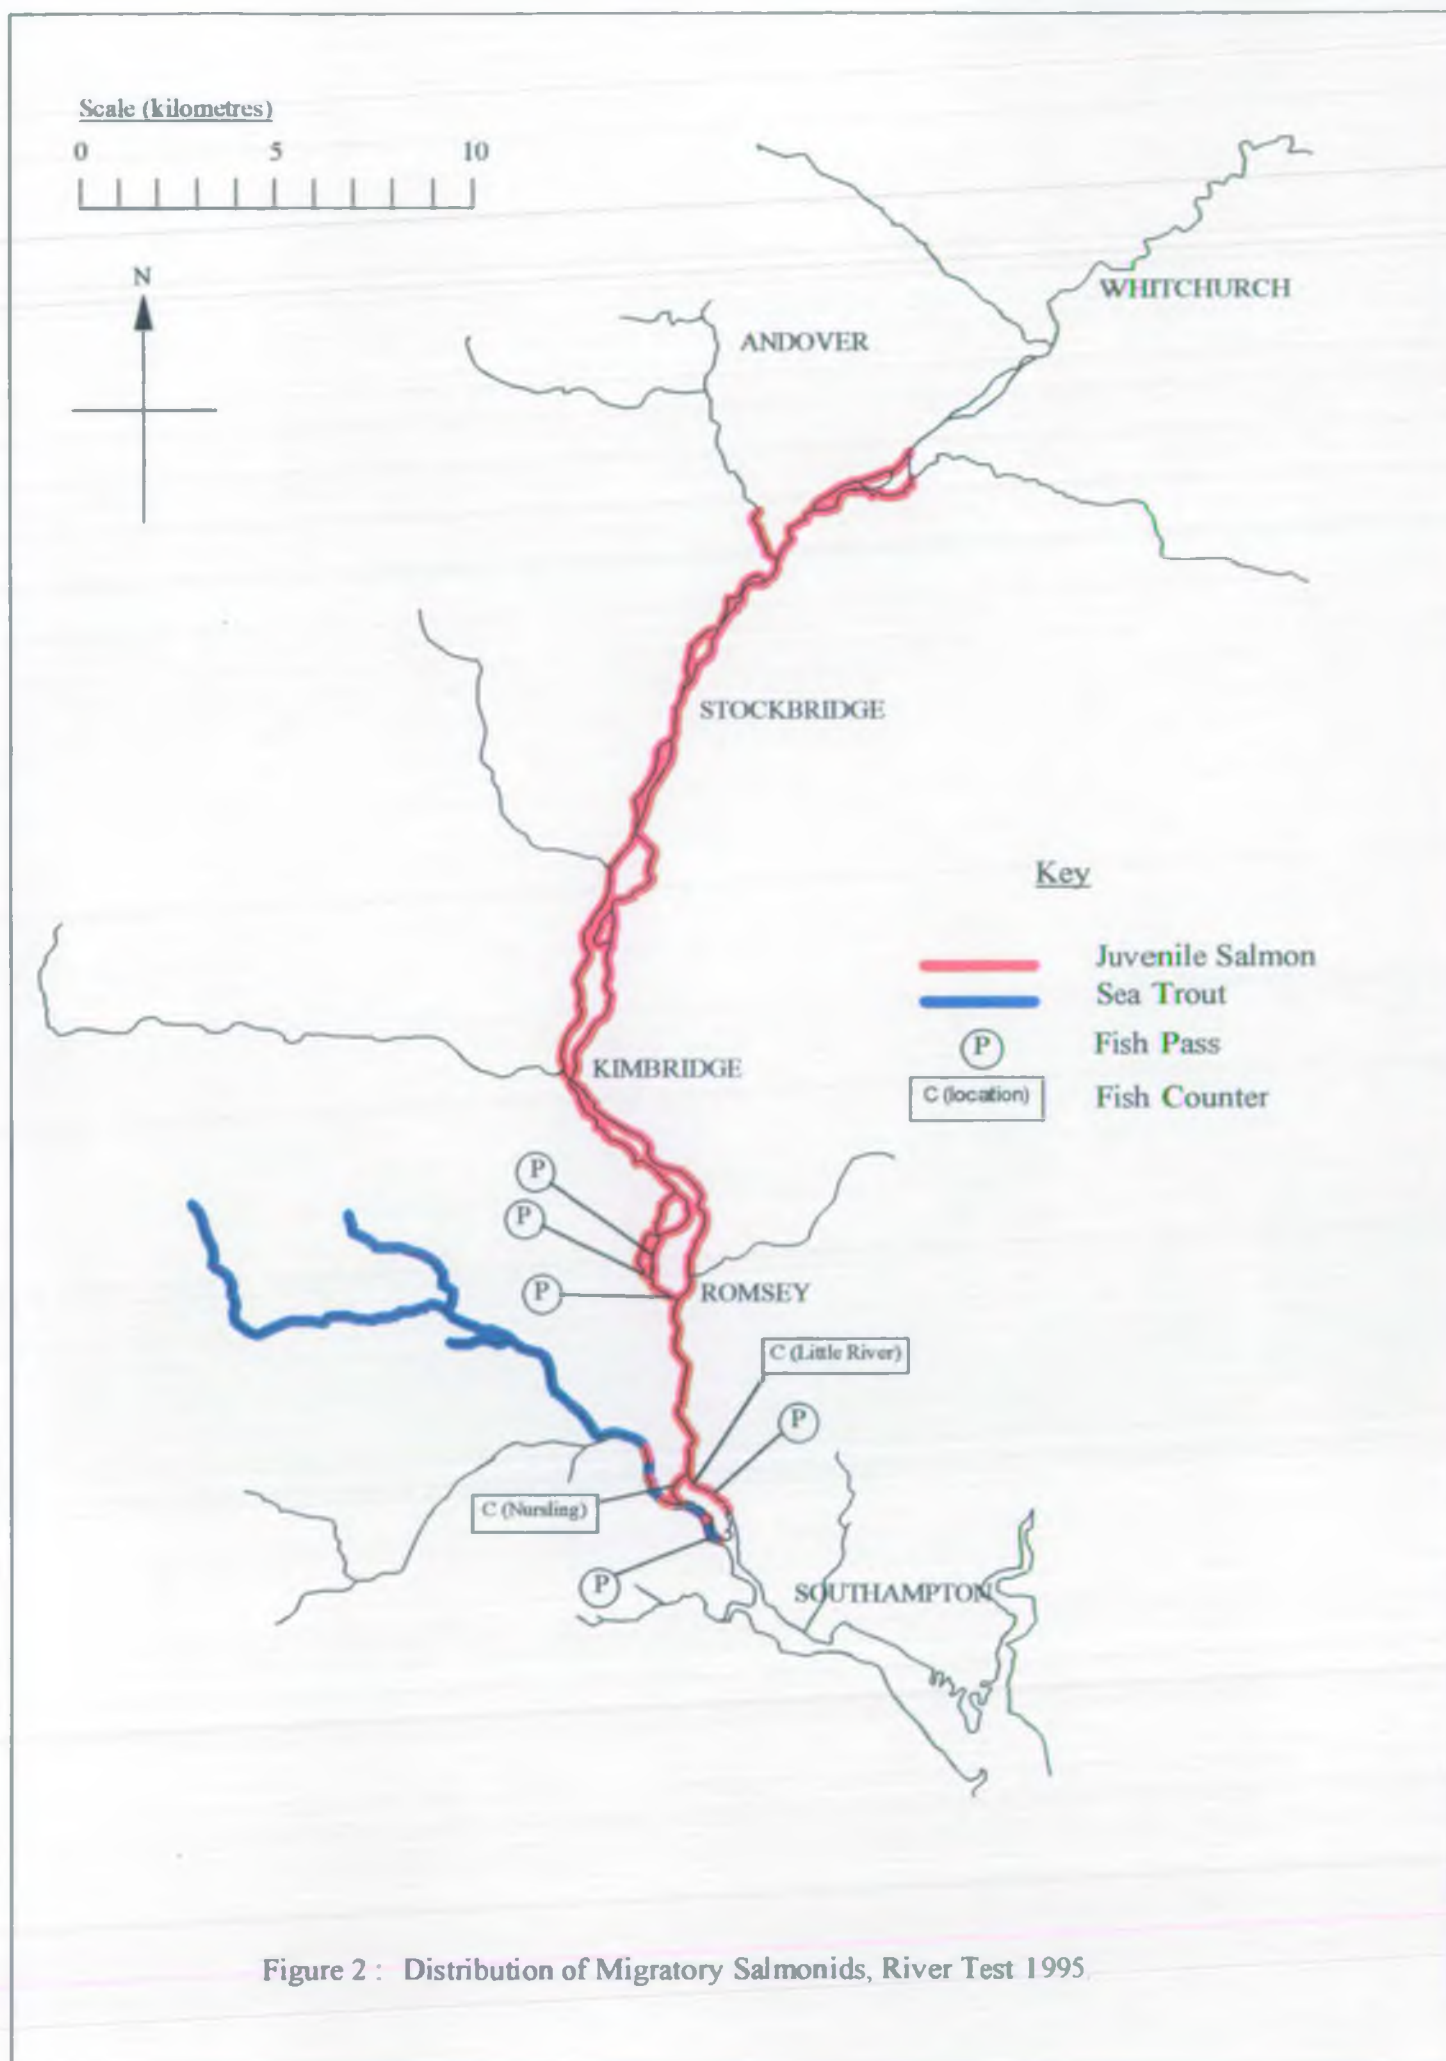 Scale (kilometres)
0 5 10
N
WHITCHURCH
ANDOVER
STOCKBRIDGE
Key
Juvenile Salmon
Sea Trout
KIMBRIDGE
P Fish Pass
C (location) Fish Counter
P
P
P
ROMSEY
C (Little River)
P
C (Nursling)
P
SOUTHAMPTON
Figure 2 : Distribution of Migratory Salmonids, River Test 1995